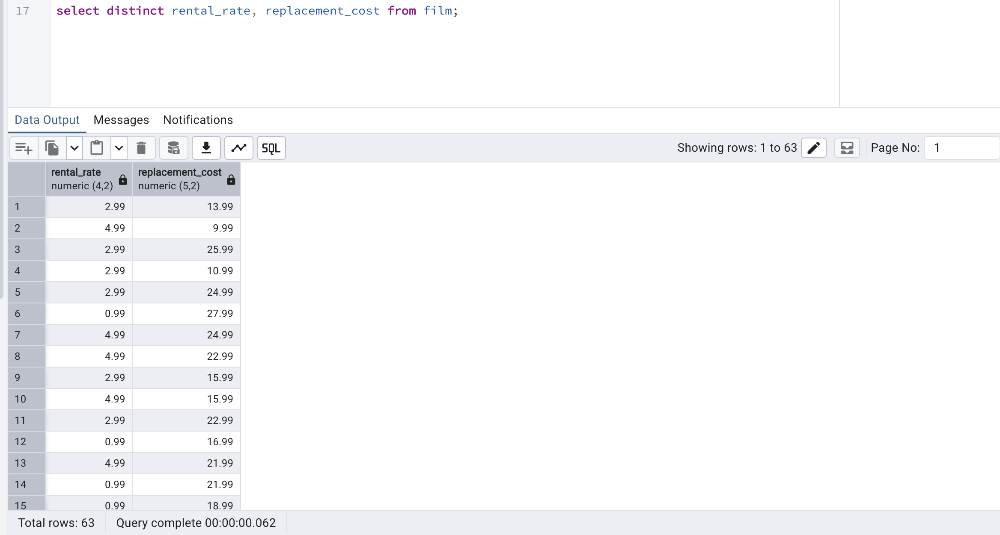 17 select distinct rental_rate, replacement_cost from film;
Data Output Messages Notifications
SQL Showing rows: 1 to 63 Page No: 1
rental_rate replacement_cost
numeric (4,2) numeric (5,2)
1 2.99 13.99
2 4.99 9.99
3 2.99 25.99
4 2.99 10.99
5 2.99 24.99
6 0.99 27.99
7 4.99 24.99
8 4.99 22.99
9 2.99 15.99
10 4.99 15.99
11 2.99 22.99
12 0.99 16.99
13 4.99 21.99
14 0.99 21.99
15 0.99 18.99
Total rows: 63 Query complete 00:00:00.062